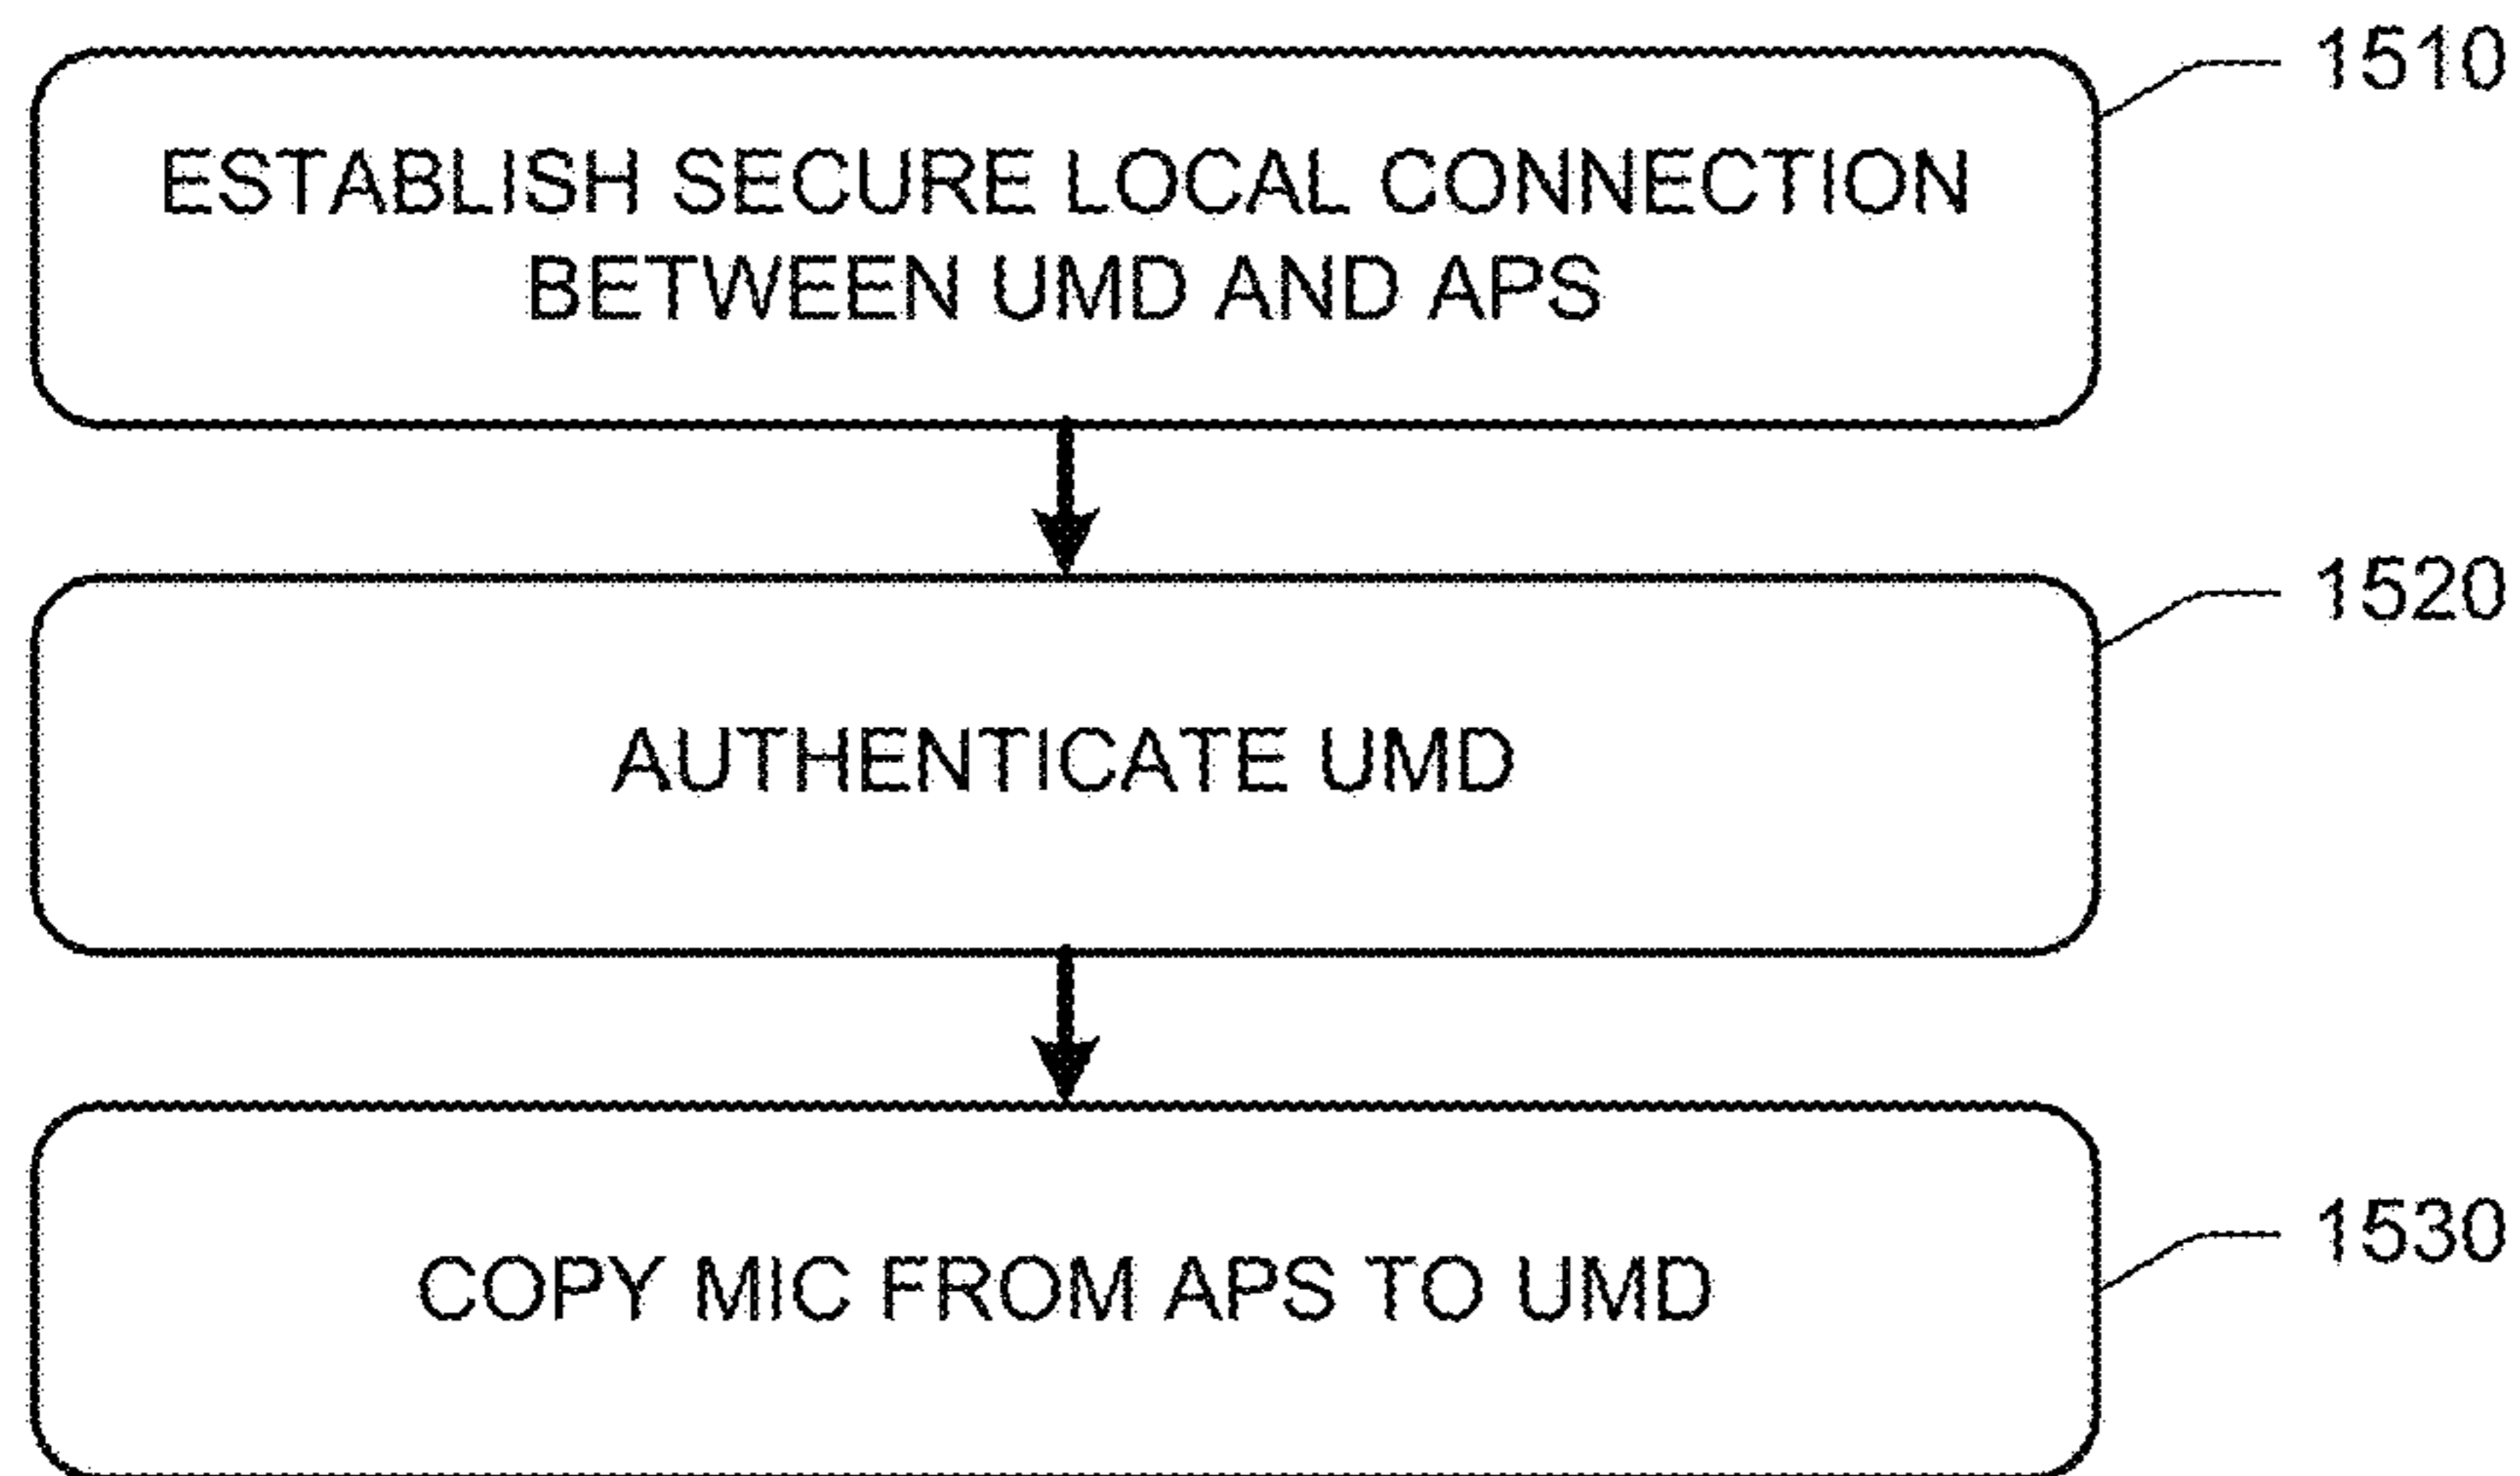 1510
ESTABLISH SECURE LOCAL CONNECTION
BETWEEN UMD AND APS
1520
AUTHENTICATE UMD
1530
COPY MIC FROM APS TO UMD